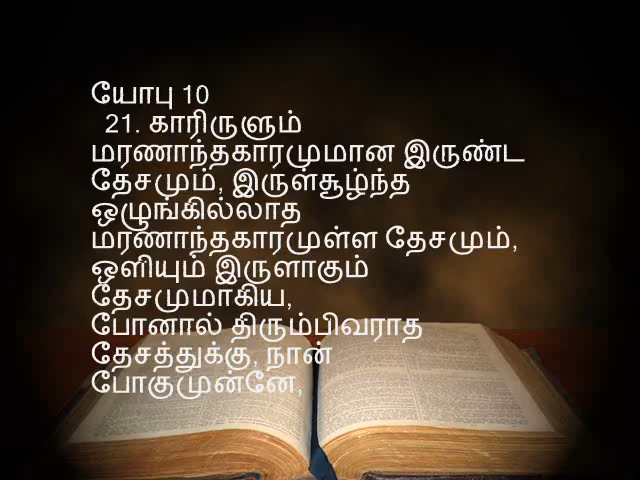 யோபு 10
21. காரிருளும்
மரணாந்தகாரமுமான இருண்ட
தேசமும், இருள்சூழ்ந்த
ஒழுங்கில்லாத
மரணாந்தகாரமுள்ள தேசமும்,
ஒளியும் இருளாகும்
தேசமுமாகிய,
போனால் திரும்பிவராத
தேசத்துக்கு, நான்
போகுமுன்னே,